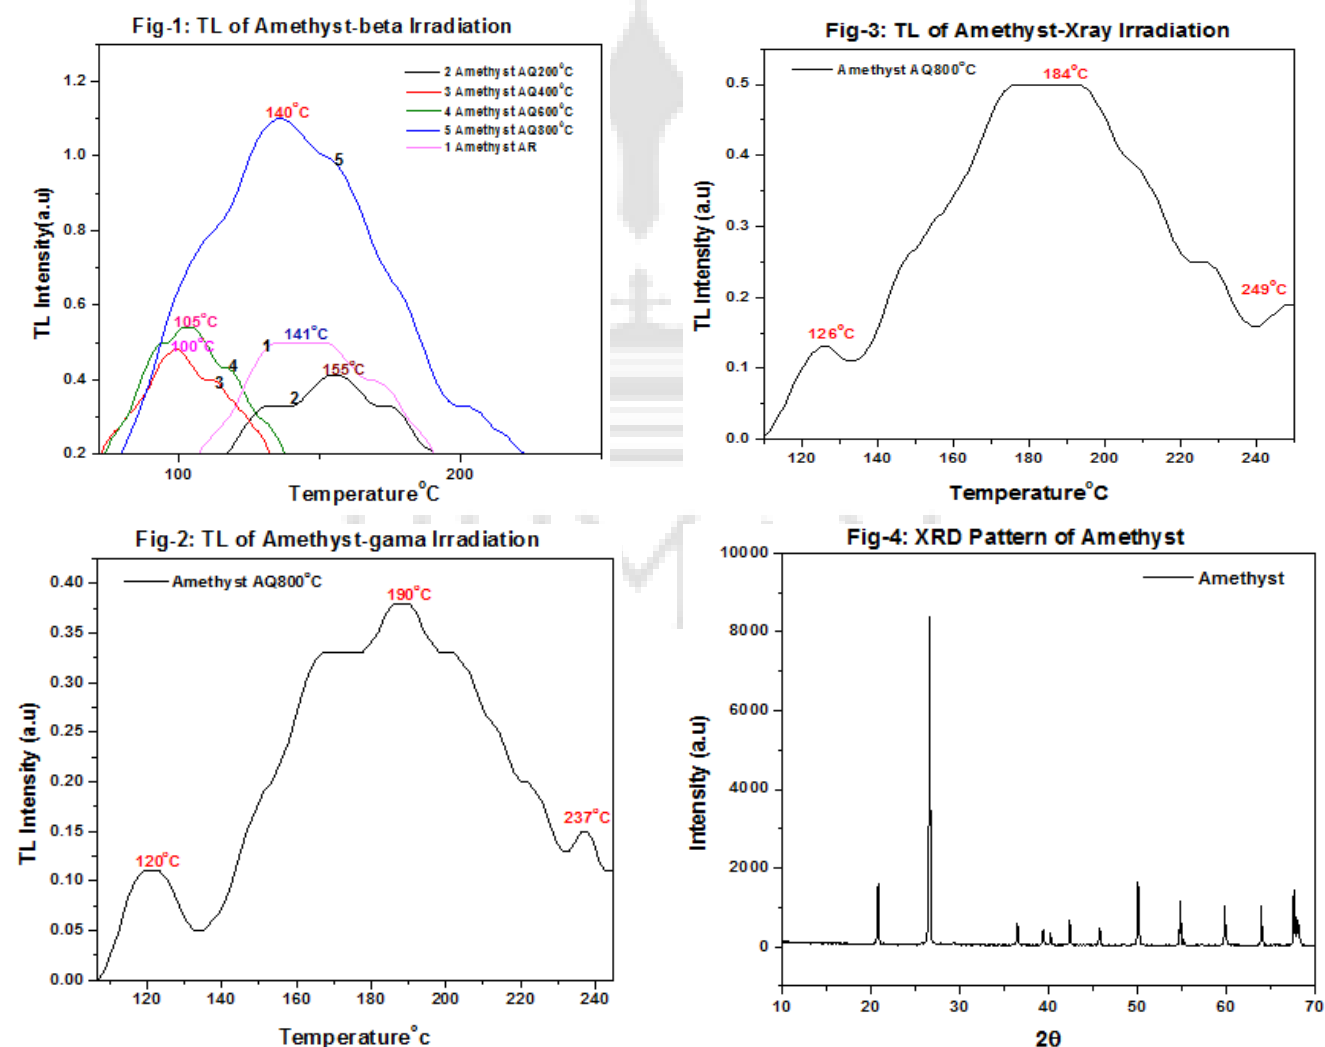 Fig-1: TL of Amethyst-beta Irradiation
1.2
1.0
0.8
0.6
0.4
0.2
TL Intensity(a.u)
2 Amethyst AQ200°C
3 Amethyst AQ400°C
4 Amethyst AQ600°C
5 Amethyst AQ800°C
1 Amethyst AR
140°C
5
105°C
100°C
4
3
1
141°C
155°C
2
100
200
Temperature°C
Fig-3: TL of Amethyst-Xray Irradiation
0.5
0.4
0.3
0.2
0.1
0.0
TL Intensity (a.u)
Amethyst AQ800°C
184°C
126°C
249°C
120
140
160
180
200
220
240
Temperature°C
Fig-2: TL of Amethyst-gama Irradiation
0.40
0.35
0.30
0.25
0.20
0.15
0.10
0.05
0.00
TL Intensity (a.u)
Amethyst AQ800°C
190°C
120°C
237°C
120
140
160
180
200
220
240
Temperature°c
Fig-4: XRD Pattern of Amethyst
10000
8000
6000
4000
2000
0
Intensity (a.u)
Amethyst
10
20
30
40
50
60
70
2θ